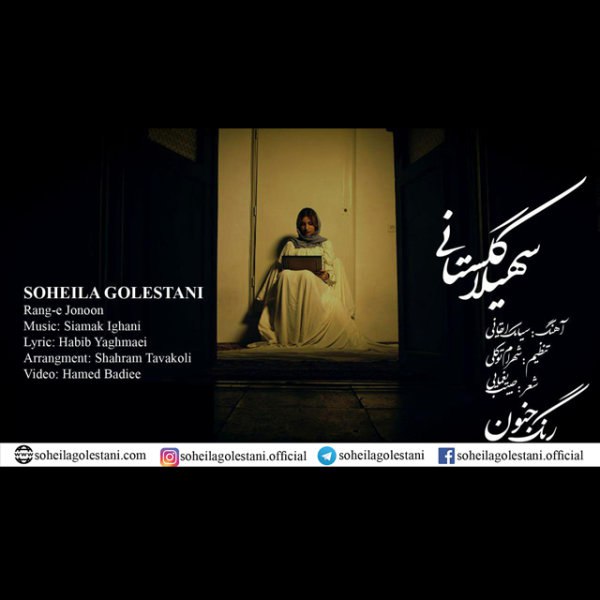 SOHEILA GOLESTANI
Rang-e Jonoon
Music: Siamak Ighani
Lyric: Habib Yaghmaei
Arrangment: Shahram Tavakoli
Video: Hamed Badiee
سهیلا گلستانی
آهنگ: سیامک ایقانی
تنظیم: شهرام توکلی
شعر: حبیب یغمایی
رنگ جنون
www soheilagolestani.com
soheilagolestani.official
soheilagolestani
soheilagolestani.official